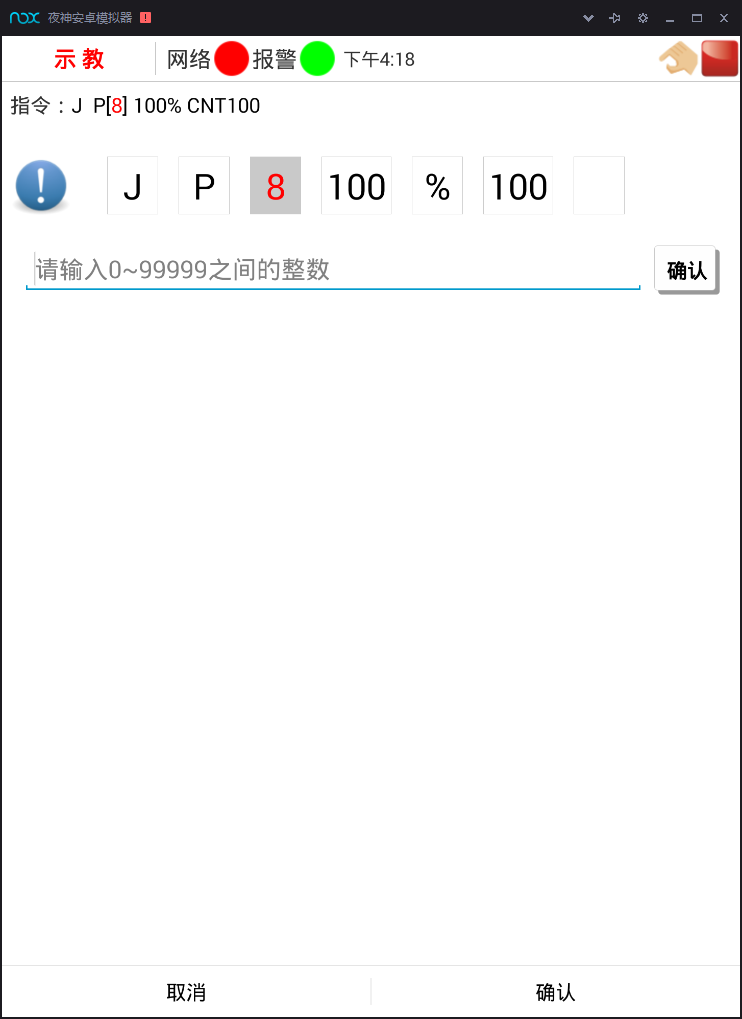 nox 夜神安卓模拟器
示教 网络 报警 下午4:18
指令：J P[8] 100% CNT100
J P 8 100 % 100
请输入0~99999之间的整数 确认
取消 确认